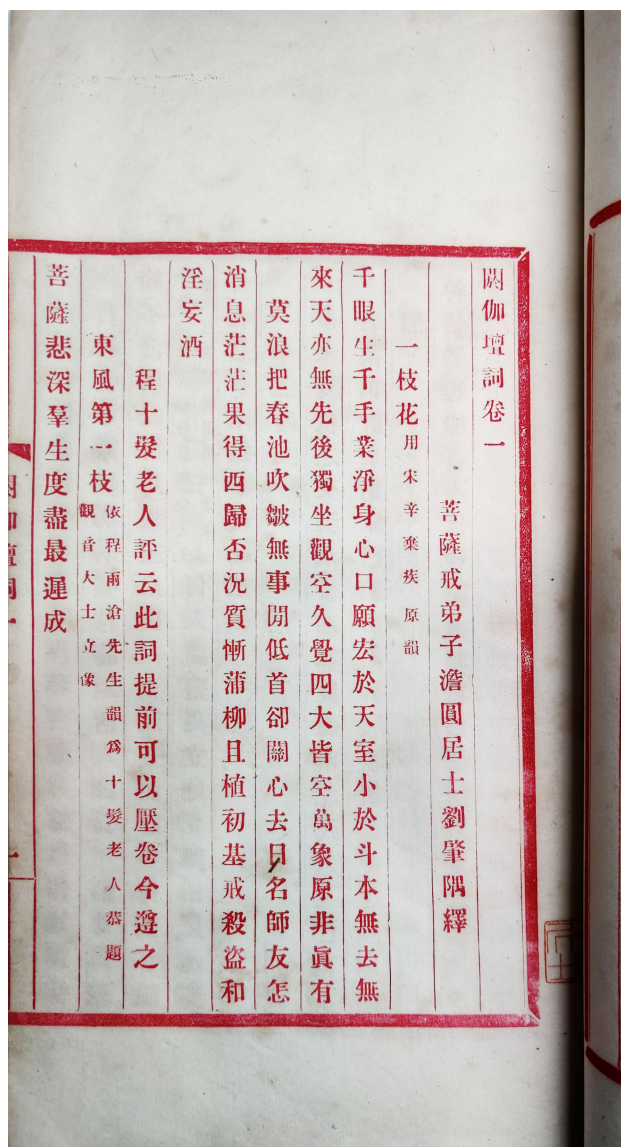 閼伽壇詞卷一
菩薩戒弟子澹圓居士劉肇隅繹
一枝花用宋辛棄疾原韻
千眼生千手業淨身心口願宏於天室小於斗本無去無
來天亦無先後獨坐觀空久覺四大皆空萬象原非眞有
莫浪把春池吹皺無事閒低首卻關心去日名師友怎
消息茫茫果得西歸否況質慚蒲柳且植初基戒殺盜和
淫妄酒
程十髮老人評云此詞提前可以壓卷今遵之
東風第一枝依程雨滄先生韻爲十髮老人恭題
觀音大士立像
菩薩悲深羣生度盡最遲成
閼伽壇詞一